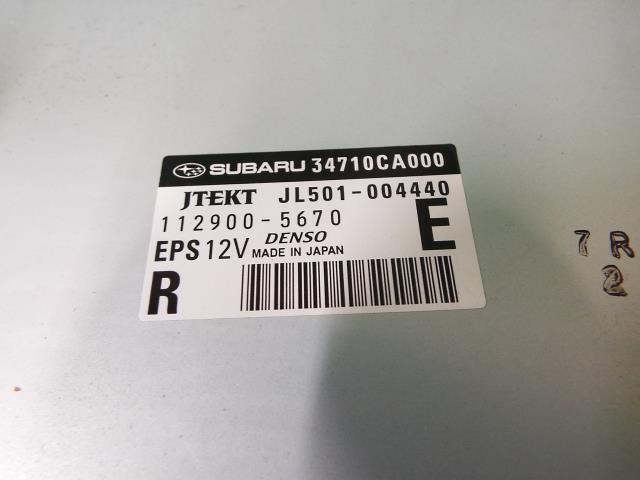 SUBARU 34710CA000
JTEKT JL501-004440
112900-5670 E
EPS 12V DENSO
MADE IN JAPAN
R
7 R
2